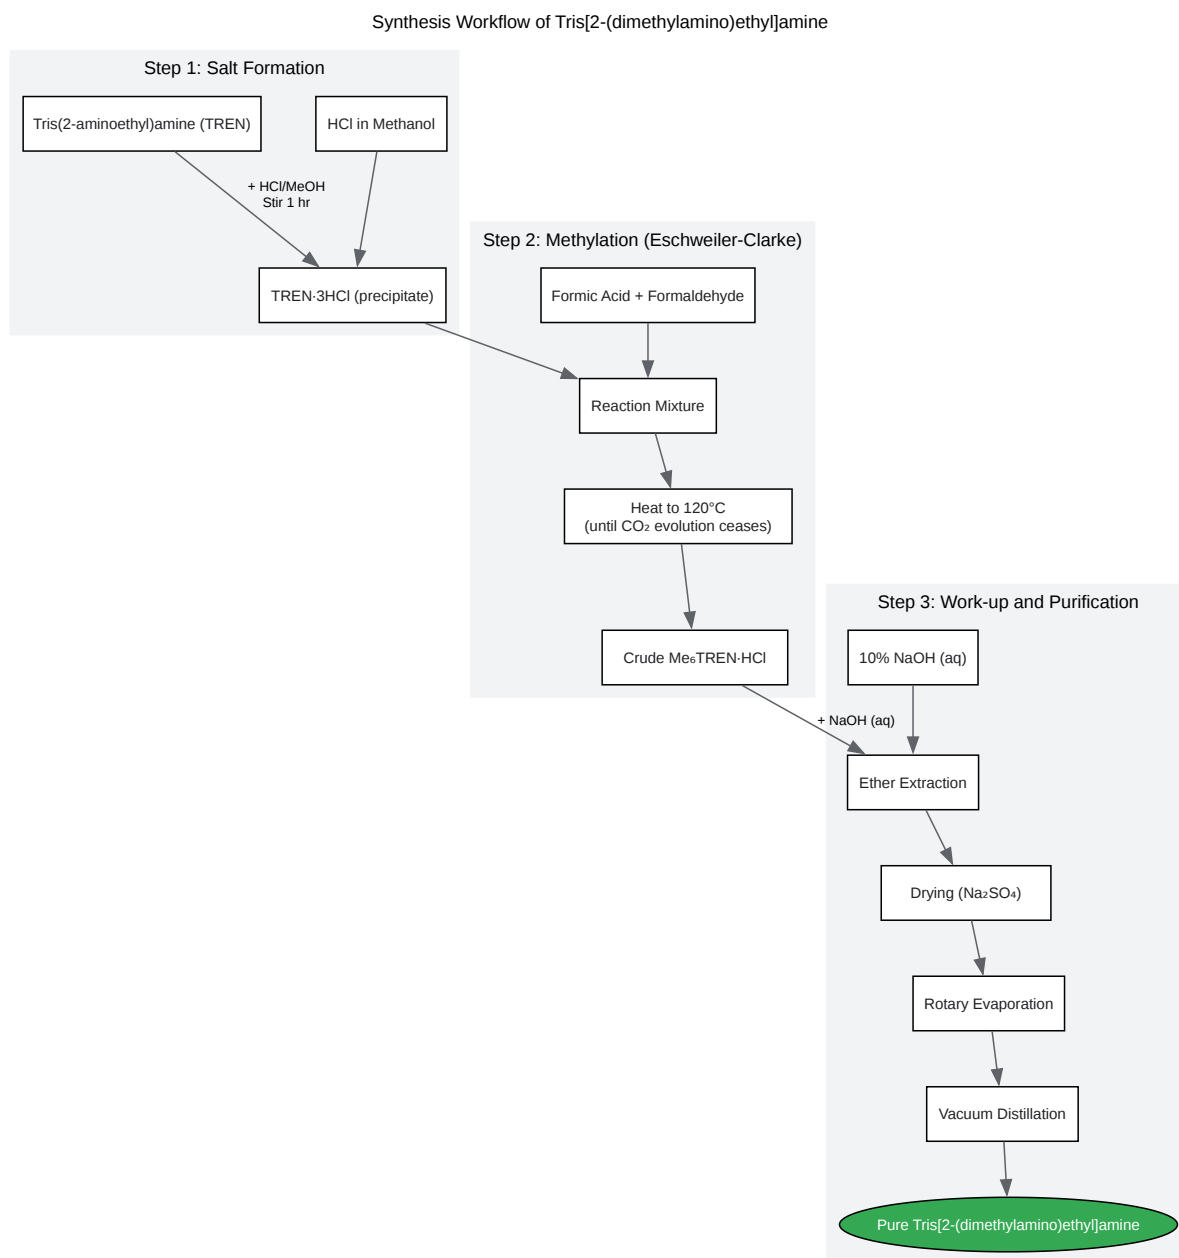 Synthesis Workflow of Tris[2-(dimethylamino)ethyl]amine
Step 1: Salt Formation
Tris(2-aminoethyl)amine (TREN)
HCl in Methanol
+ HCl/MeOH
Stir 1 hr
TREN·3HCl (precipitate)
Step 2: Methylation (Eschweiler-Clarke)
Formic Acid + Formaldehyde
Reaction Mixture
Heat to 120°C
(until CO₂ evolution ceases)
Crude Me₆TREN·HCl
Step 3: Work-up and Purification
10% NaOH (aq)
+ NaOH (aq)
Ether Extraction
Drying (Na₂SO₄)
Rotary Evaporation
Vacuum Distillation
Pure Tris[2-(dimethylamino)ethyl]amine